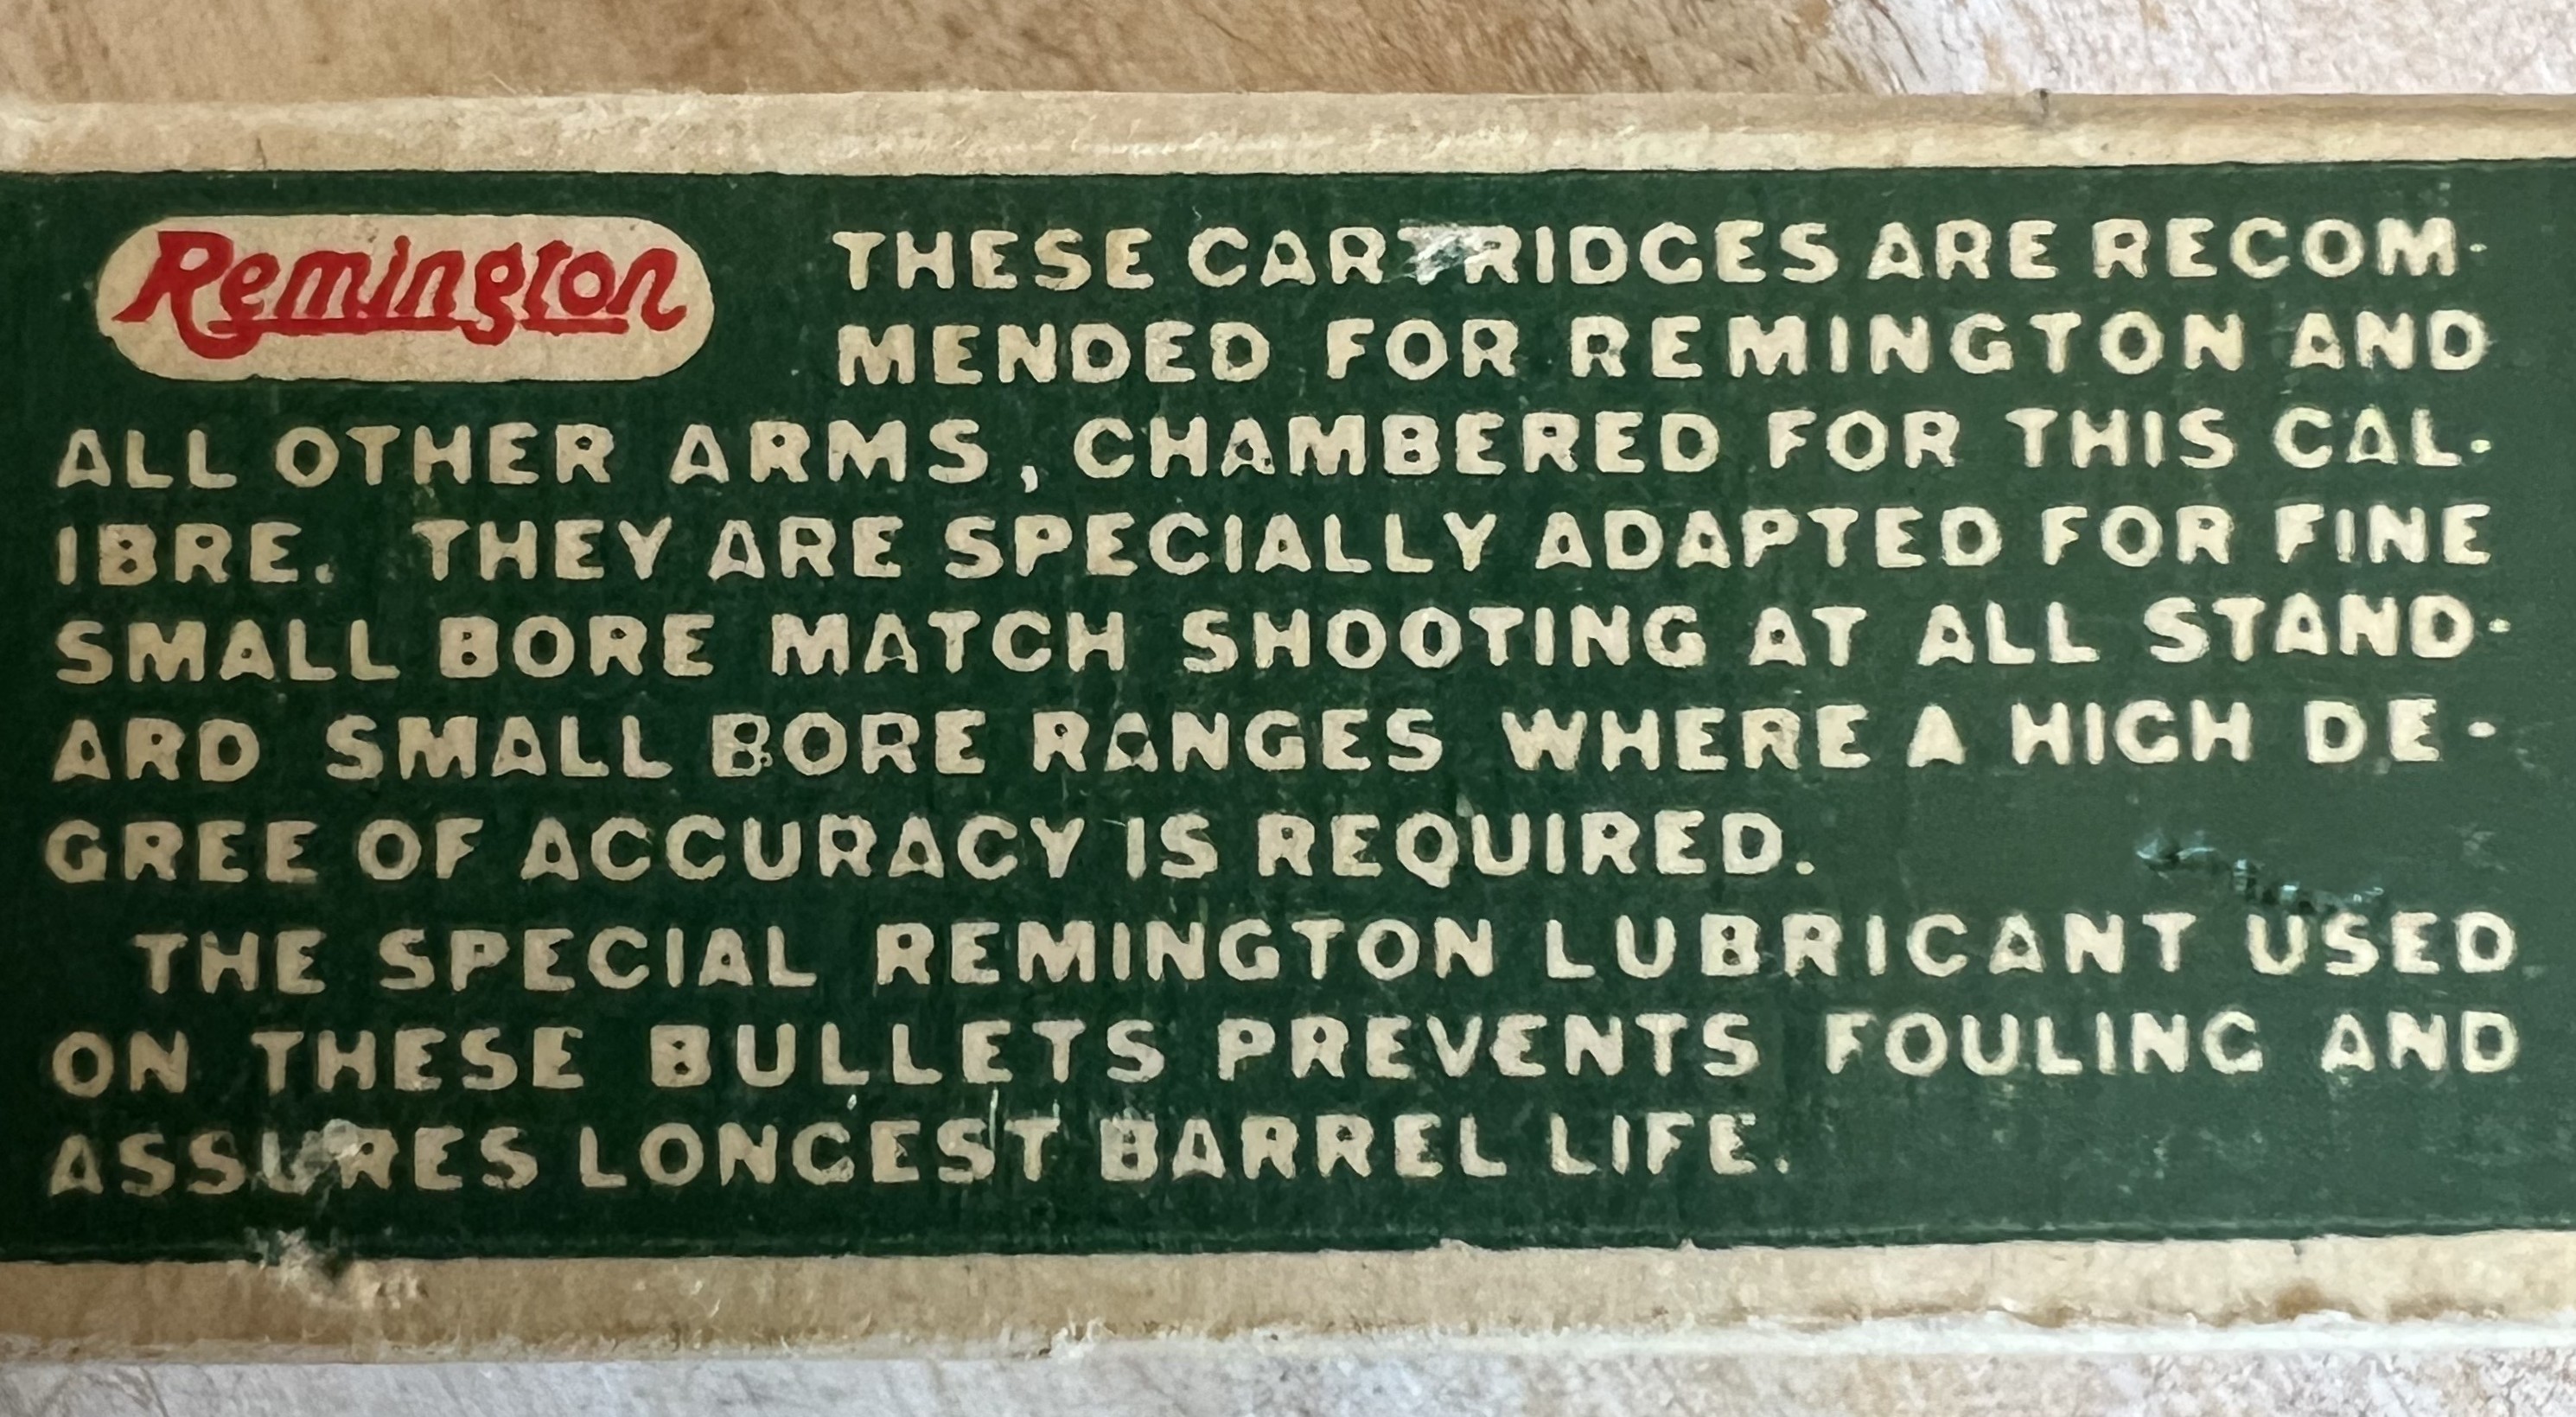 Remington
THESE CARTRIDGES ARE RECOM-
MENDED FOR REMINGTON AND
ALL OTHER ARMS, CHAMBERED FOR THIS CAL-
IBRE. THEY ARE SPECIALLY ADAPTED FOR FINE
SMALL BORE MATCH SHOOTING AT ALL STAND-
ARD SMALL BORE RANGES WHERE A HIGH DE-
GREE OF ACCURACY IS REQUIRED.
THE SPECIAL REMINGTON LUBRICANT USED
ON THESE BULLETS PREVENTS FOULING AND
ASSURES LONGEST BARREL LIFE.